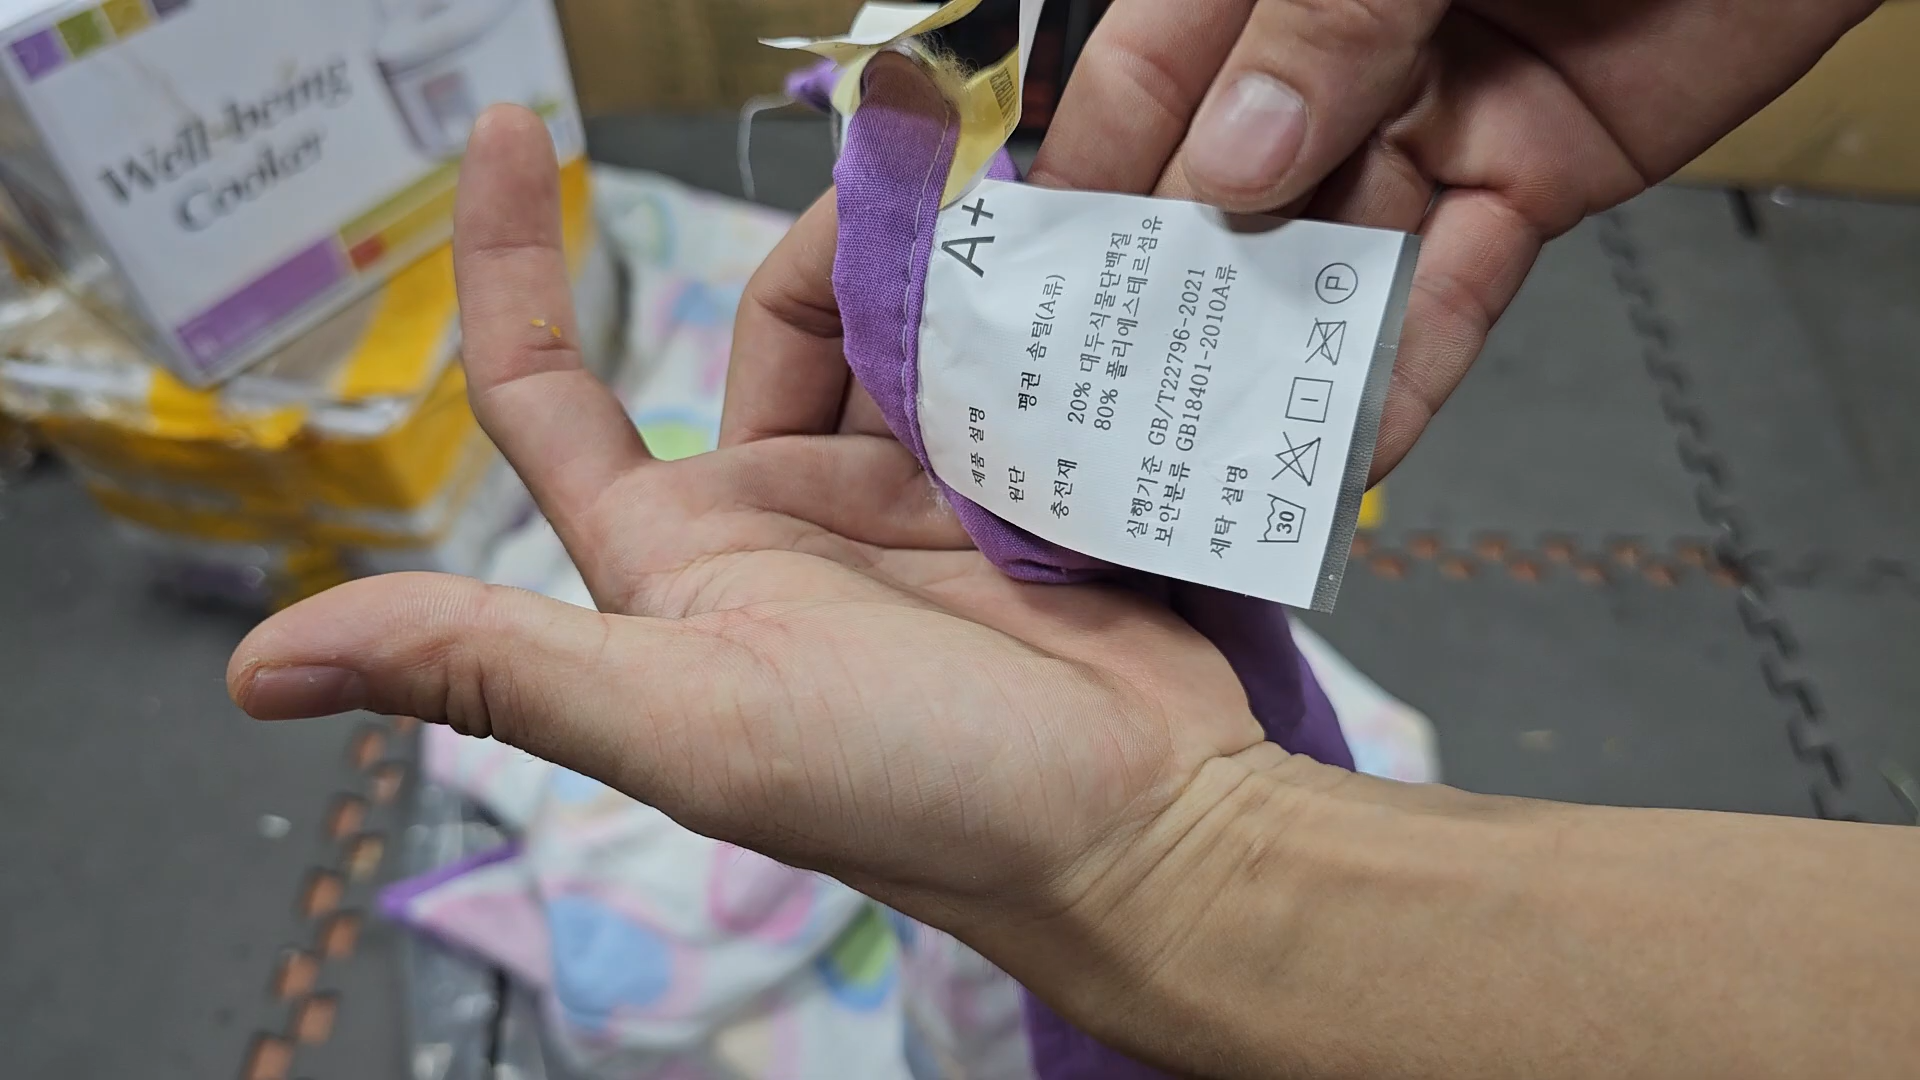 Well-being
Cooker
A+
제품 설명
원단 평권 솜털(A류)
충전재 20% 대두식물단백질
80% 폴리에스테르섬유
실행기준 GB/T22796-2021
보안분류 GB18401-2010A류
세탁 설명
30
P